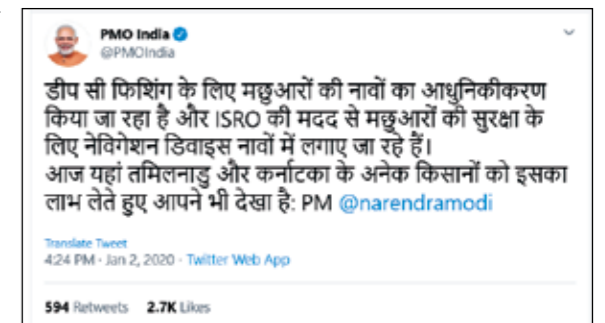 PMO India
@PMOIndia
डीप सी फिशिंग के लिए मछुआरों की नावों का आधुनिकीकरण
किया जा रहा है और ISRO की मदद से मछुआरों की सुरक्षा के
लिए नेविगेशन डिवाइस नावों में लगाए जा रहे हैं।
आज यहां तमिलनाडु और कर्नाटका के अनेक किसानों को इसका
लाभ लेते हुए आपने भी देखा है: PM @narendramodi
Translate Tweet
4:24 PM · Jan 2, 2020 · Twitter Web App
594 Retweets 2.7K Likes